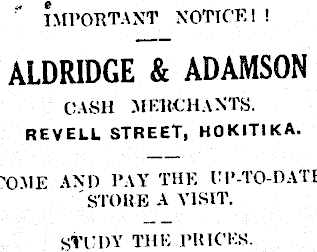 IMPORTANT NOTICE!!
ALDRIDGE & ADAMSON
CASH MERCHANTS.
REVELL STREET, HOKITIKA.
COME AND PAY THE UP-TO-DATE
STORE A VISIT.
STUDY THE PRICES.